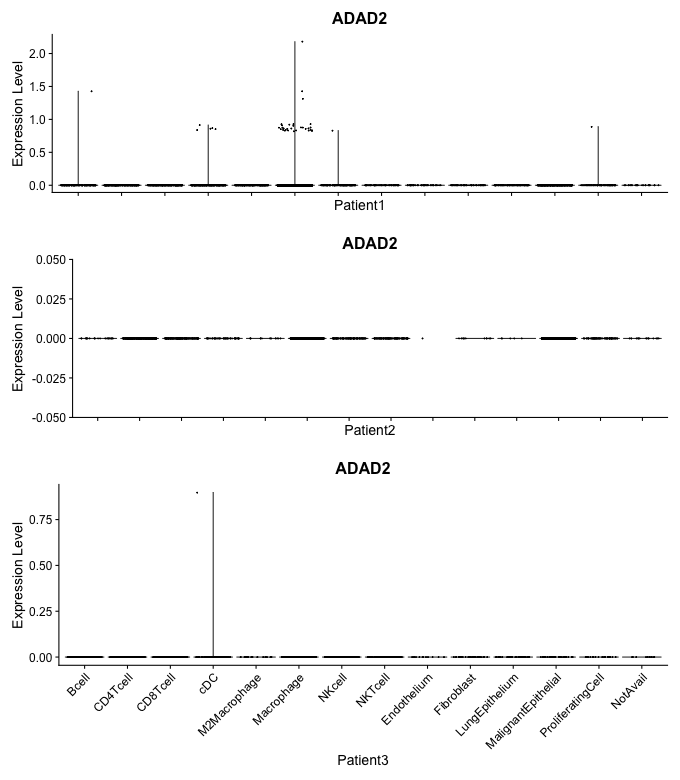 ADAD2
Expression Level
2.0
1.5
1.0
0.5
0.0
Patient1
ADAD2
Expression Level
0.050
0.025
0.000
-0.025
-0.050
Patient2
ADAD2
Expression Level
0.75
0.50
0.25
0.00
Bcell
CD4Tcell
CD8Tcell
cDC
M2Macrophage
Macrophage
NKcell
NKTcell
Endothelium
Fibroblast
LungEpithelium
MalignantEpithelial
ProliferatingCell
NotAvail
Patient3